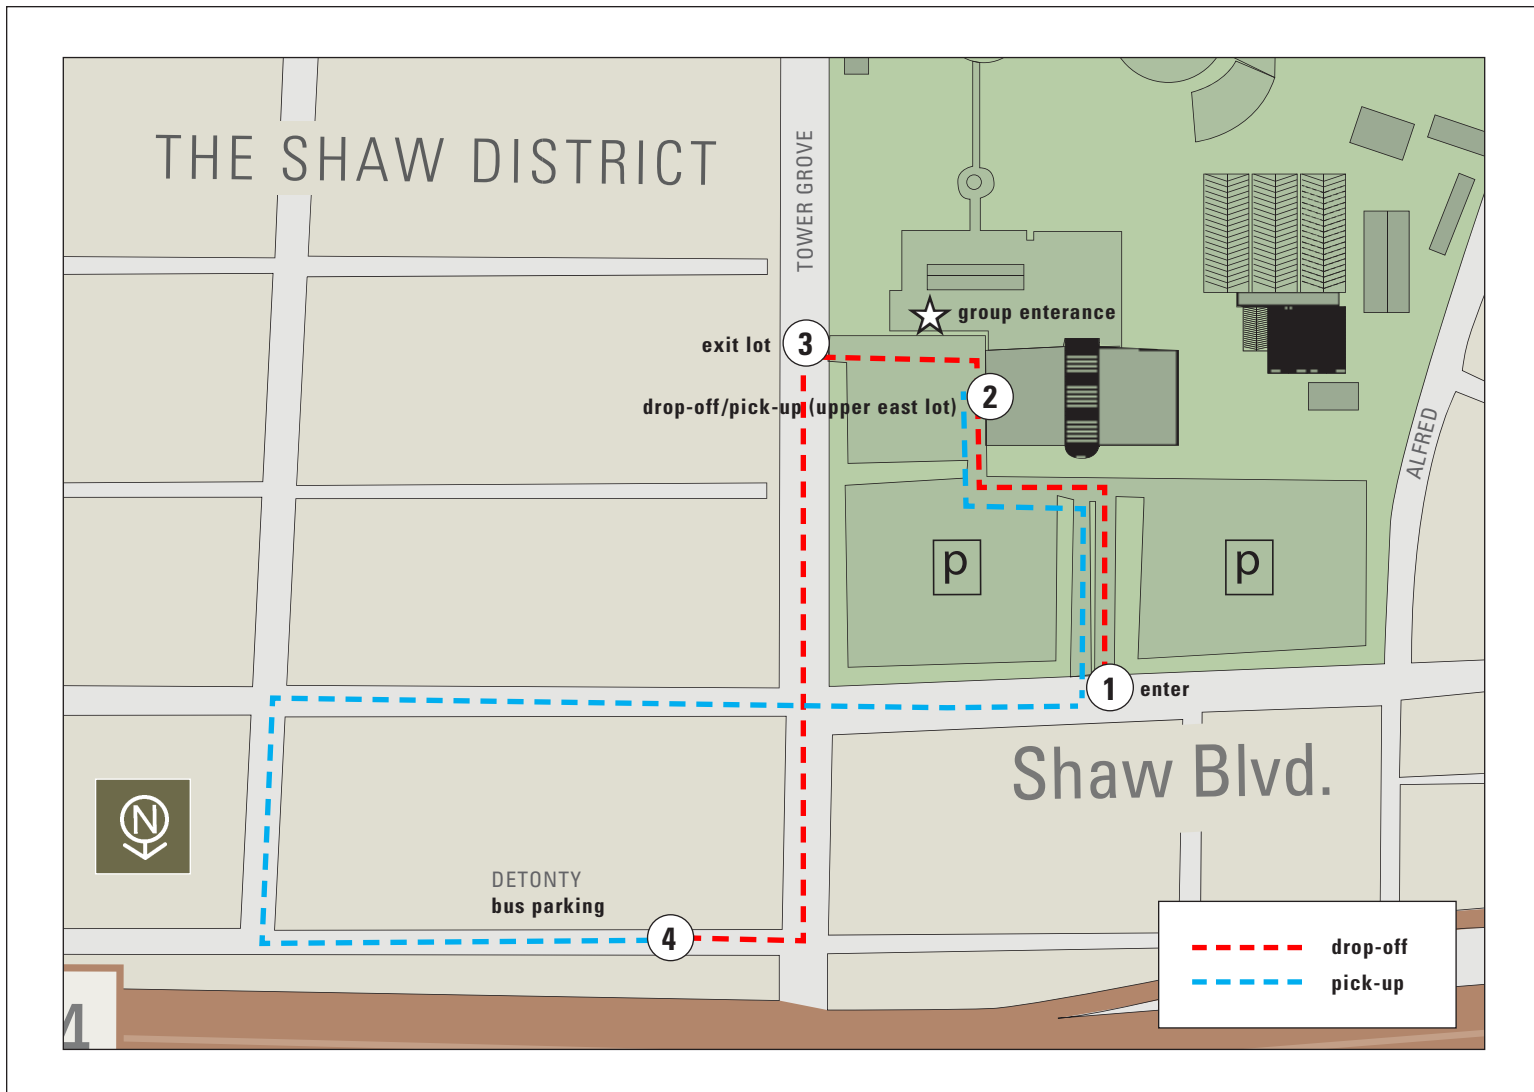 THE SHAW DISTRICT
TOWER GROVE
group enterance
3
exit lot
2
drop-off/pick-up (upper east lot)
ALFRED
p
p
1
enter
Shaw Blvd.
N
DETONTY
bus parking
4
drop-off
pick-up